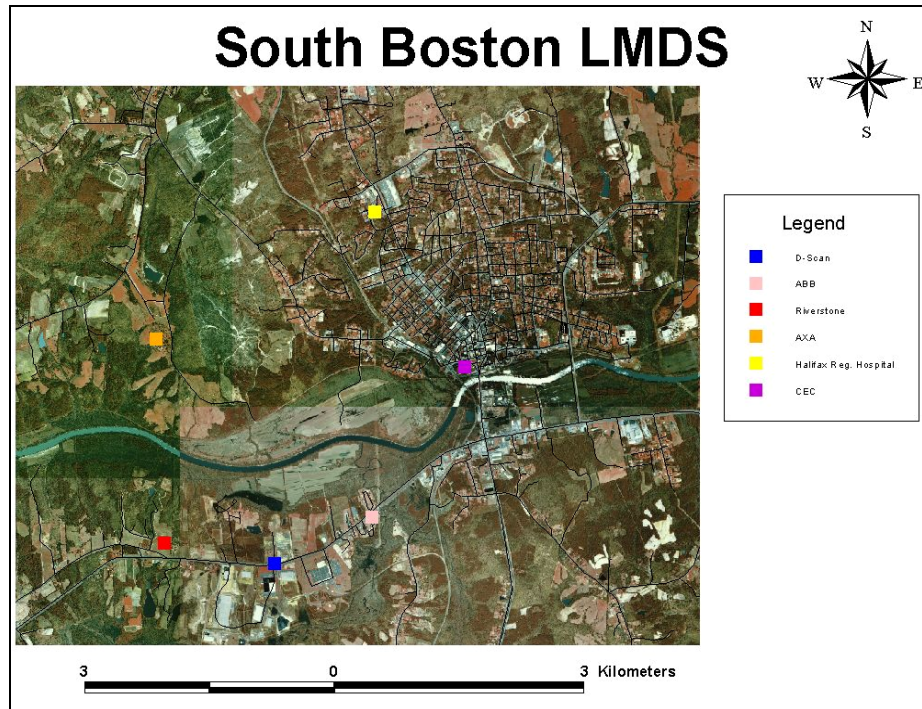 South Boston LMDS
N
W E
S
Legend
D-Scan
ABB
Riverstone
AXA
Halifax Reg. Hospital
CEC
3 0 3 Kilometers